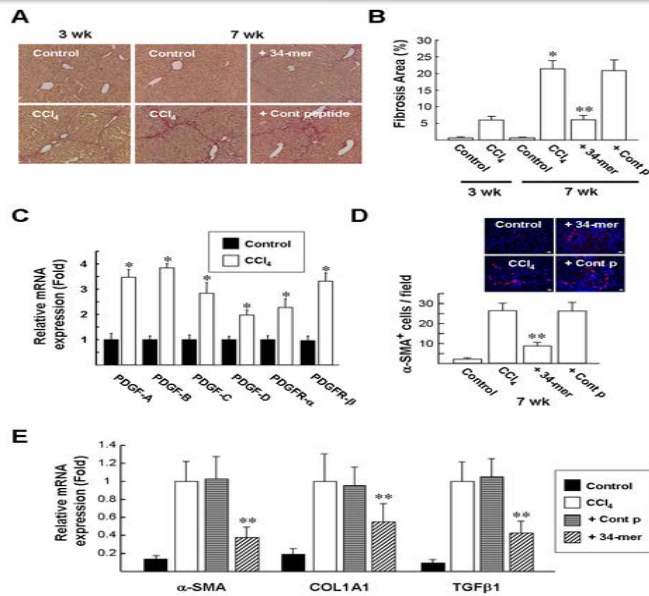 A
3 wk
7 wk
Control
Control
+ 34-mer
CCl4
CCl4
+ Cont peptide
B
Fibrosis Area (%)
30
25
20
15
10
5
*
**
Control
CCl4
Control
CCl4
+ 34-mer
+ Cont p
3 wk
7 wk
C
Control
CCl4
Relative mRNA
expression (Fold)
4
3
2
1
*
*
*
*
*
*
PDGF-A
PDGF-B
PDGF-C
PDGF-D
PDGFR-α
PDGFR-β
D
Control
+ 34-mer
CCl4
+ Cont p
α-SMA+ cells / field
30
20
10
**
Control
CCl4
+ 34-mer
+ Cont p
7 wk
E
Relative mRNA
expression (Fold)
1.4
1.2
1
0.8
0.6
0.4
0.2
**
**
**
α-SMA
COL1A1
TGFβ1
Control
CCl4
+ Cont p
+ 34-mer